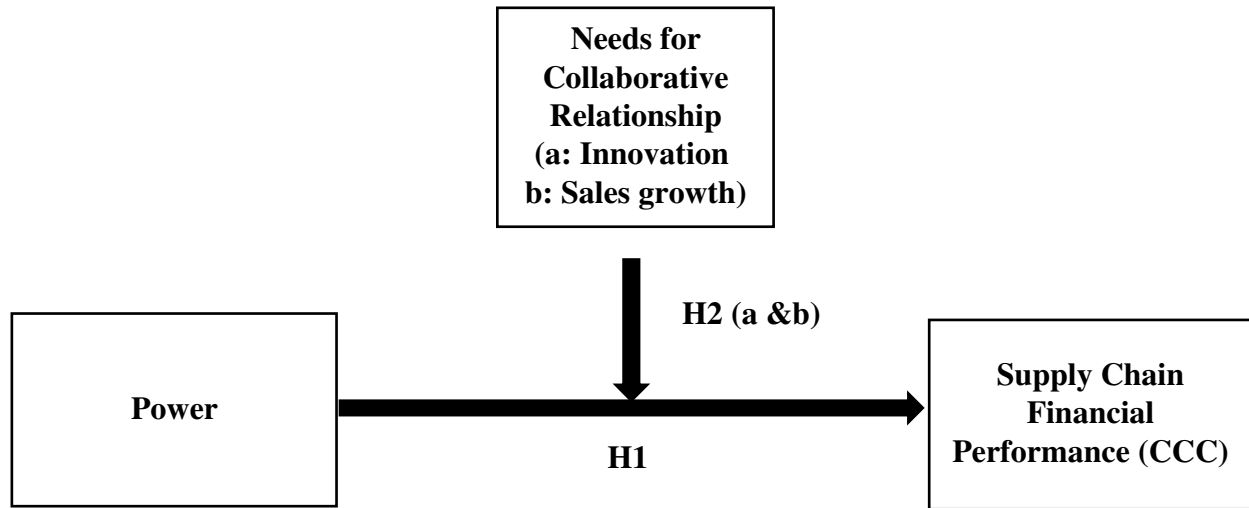 Needs for
Collaborative
Relationship
(a: Innovation
b: Sales growth)
H2 (a &b)
Power
Supply Chain
Financial
Performance (CCC)
H1